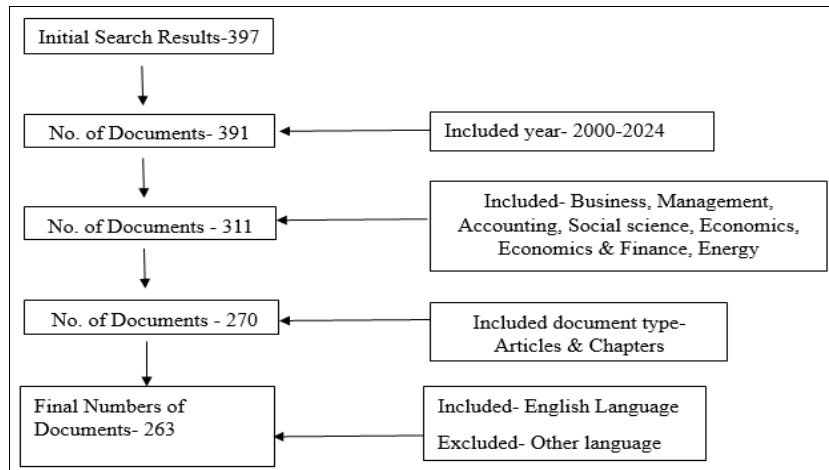 Initial Search Results-397
No. of Documents- 391
Included year- 2000-2024
No. of Documents - 311
Included- Business, Management,
Accounting, Social science, Economics,
Economics & Finance, Energy
No. of Documents - 270
Included document type-
Articles & Chapters
Final Numbers of
Documents- 263
Included- English Language
Excluded- Other language